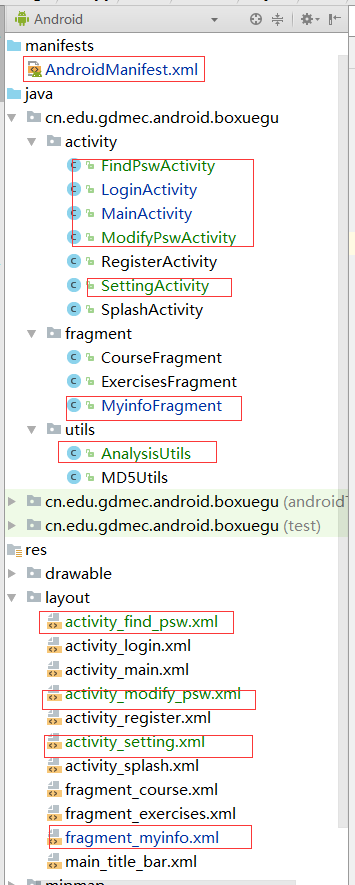 Android
manifests
AndroidManifest.xml
java
cn.edu.gdmec.android.boxuegu
activity
FindPswActivity
LoginActivity
MainActivity
ModifyPswActivity
RegisterActivity
SettingActivity
SplashActivity
fragment
CourseFragment
ExercisesFragment
MyinfoFragment
utils
AnalysisUtils
MD5Utils
cn.edu.gdmec.android.boxuegu (android
cn.edu.gdmec.android.boxuegu (test)
res
drawable
layout
activity_find_psw.xml
activity_login.xml
activity_main.xml
activity_modify_psw.xml
activity_register.xml
activity_setting.xml
activity_splash.xml
fragment_course.xml
fragment_exercises.xml
fragment_myinfo.xml
main_title_bar.xml